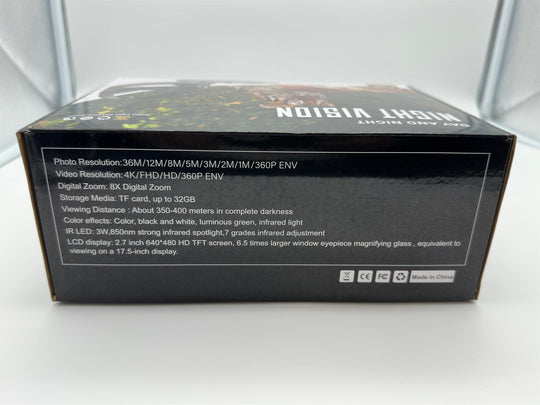 DAY AND NIGHT
NIGHT VISION
Photo Resolution:36M/12M/8M/5M/3M/2M/1M/360P ENV
Video Resolution: 4K/FHD/HD/360P ENV
Digital Zoom: 8X Digital Zoom
Storage Media: TF card, up to 32GB
Viewing Distance : About 350-400 meters in complete darkness
Color effects: Color, black and white, luminous green, infrared light
IR LED: 3W,850nm strong infrared spotlight,7 grades infrared adjustment
LCD display: 2.7 inch 640*480 HD TFT screen, 6.5 times larger window eyepiece magnifying glass , equivalent to
viewing on a 17.5-inch display.
CE FC Made in China